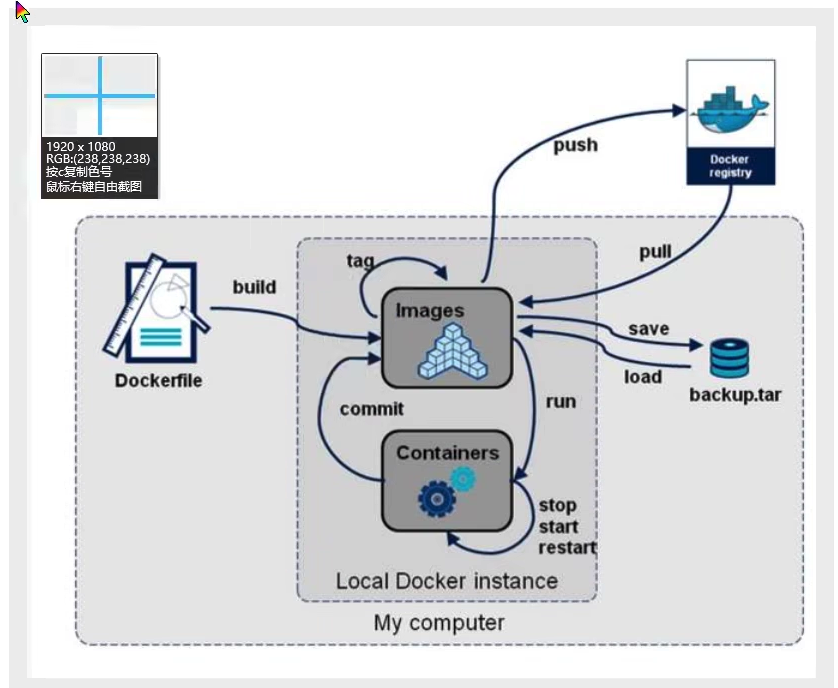 1920 x 1080
RGB:(238,238,238)
按c复制色号
鼠标右键自由截图
push
Docker
registry
pull
tag
build
Images
save
load
Dockerfile
backup.tar
commit
run
Containers
stop
start
restart
Local Docker instance
My computer